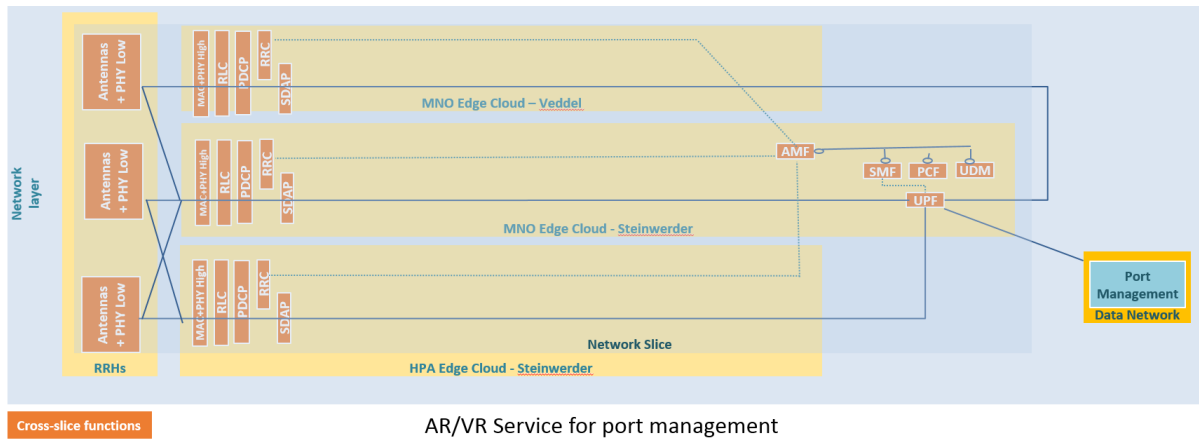 Network
layer
Antennas
+ PHY Low
MAC+PHY High
RLC
PDCP
RRC
SDAP
MNO Edge Cloud – Veddel
Antennas
+ PHY Low
MAC+PHY High
RLC
PDCP
RRC
SDAP
AMF
SMF
PCF
UDM
UPF
MNO Edge Cloud - Steinwerder
Antennas
+ PHY Low
MAC+PHY High
RLC
PDCP
RRC
SDAP
Port
Management
Data Network
Network Slice
RRHs
HPA Edge Cloud - Steinwerder
Cross-slice functions
AR/VR Service for port management